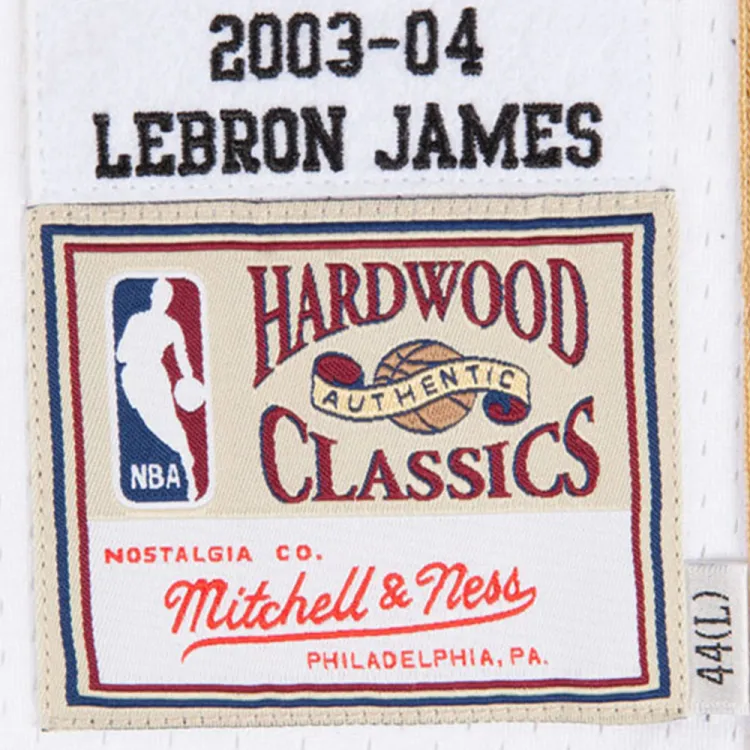 2003-04
LEBRON JAMES
HARDWOOD
AUTHENTIC
CLASSICS
NBA
NOSTALGIA CO.
Mitchell & Ness
PHILADELPHIA, PA.
44(L)